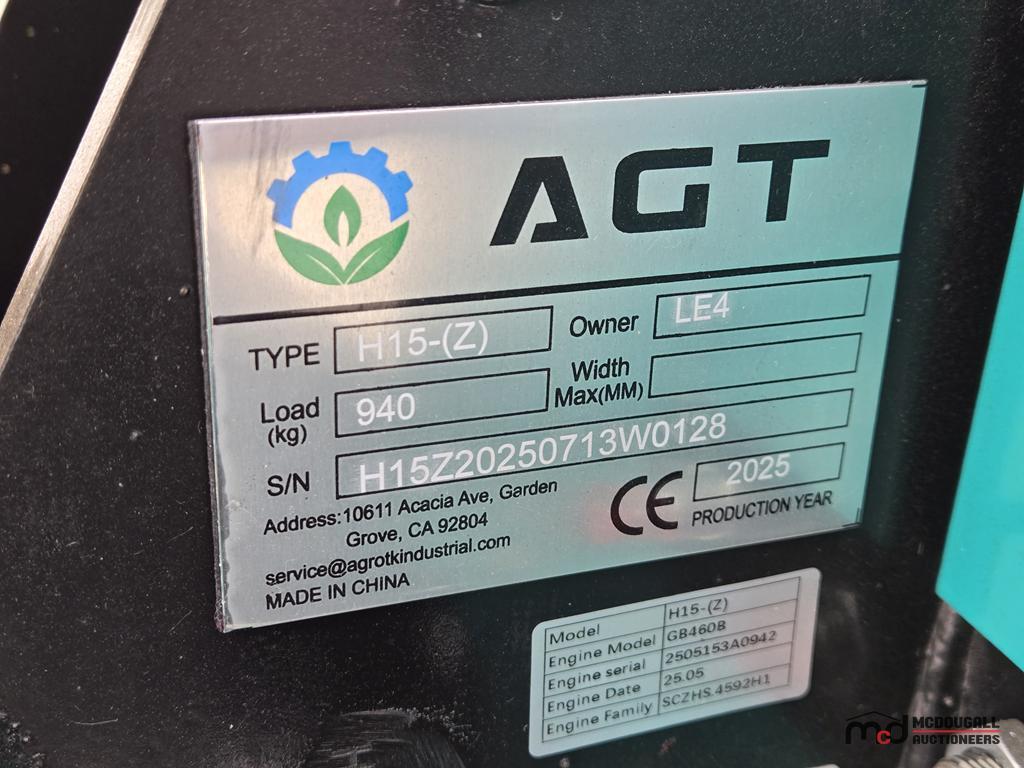 AGT
TYPE H15-(Z) Owner LE4
Load (kg) 940 Width Max(MM)
S/N H15Z20250713W0128
Address:10611 Acacia Ave, Garden
Grove, CA 92804
service@agrotkindustrial.com
MADE IN CHINA
CE 2025
PRODUCTION YEAR
Model H15-(Z)
Engine Model GB460B
Engine serial 2505153A0942
Engine Date 25.05
Engine Family SCZHS.4592H1
mcd MCDOUGALL
AUCTIONEERS